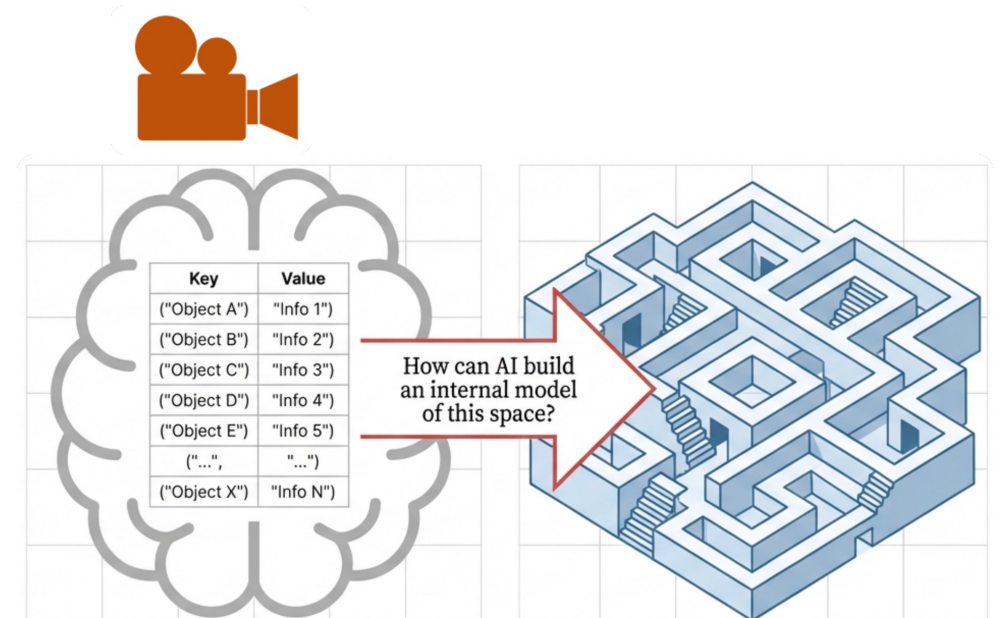 Key Value
("Object A") "Info 1")
("Object B") "Info 2")
("Object C") "Info 3")
("Object D") "Info 4")
("Object E") "Info 5")
("...", "...")
("Object X") "Info N")
How can AI build
an internal model
of this space?